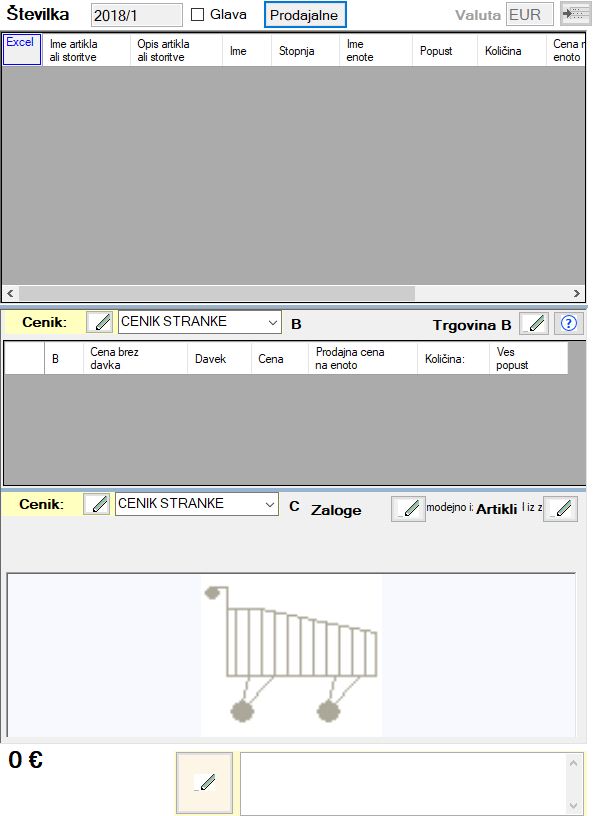 Številka 2018/1 Glava Prodajalne Valuta EUR
Excel Ime artikla ali storitve Opis artikla ali storitve Ime Stopnja Ime enote Popust Količina Cena n enoto
Cenik: CENIK STRANKE B Trgovina B ?
B Cena brez davka Davek Cena Prodajna cena na enoto Količina: Ves popust
Cenik: CENIK STRANKE C Zaloge modejno i: Artikli l iz z
0 €